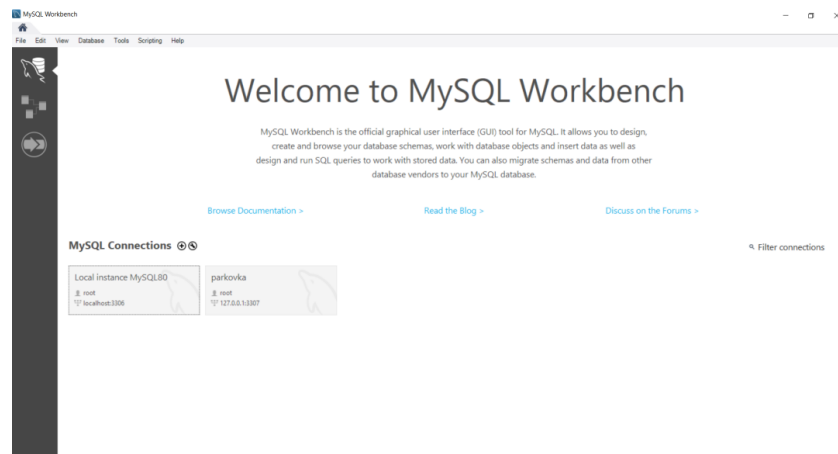 MySQL Workbench
File Edit View Database Tools Scripting Help
Welcome to MySQL Workbench
MySQL Workbench is the official graphical user interface (GUI) tool for MySQL. It allows you to design,
create and browse your database schemas, work with database objects and insert data as well as
design and run SQL queries to work with stored data. You can also migrate schemas and data from other
database vendors to your MySQL database.
Browse Documentation > Read the Blog > Discuss on the Forums >
MySQL Connections Filter connections
Local instance MySQL80 parkovka
root root
localhost:3306 127.0.0.1:3307